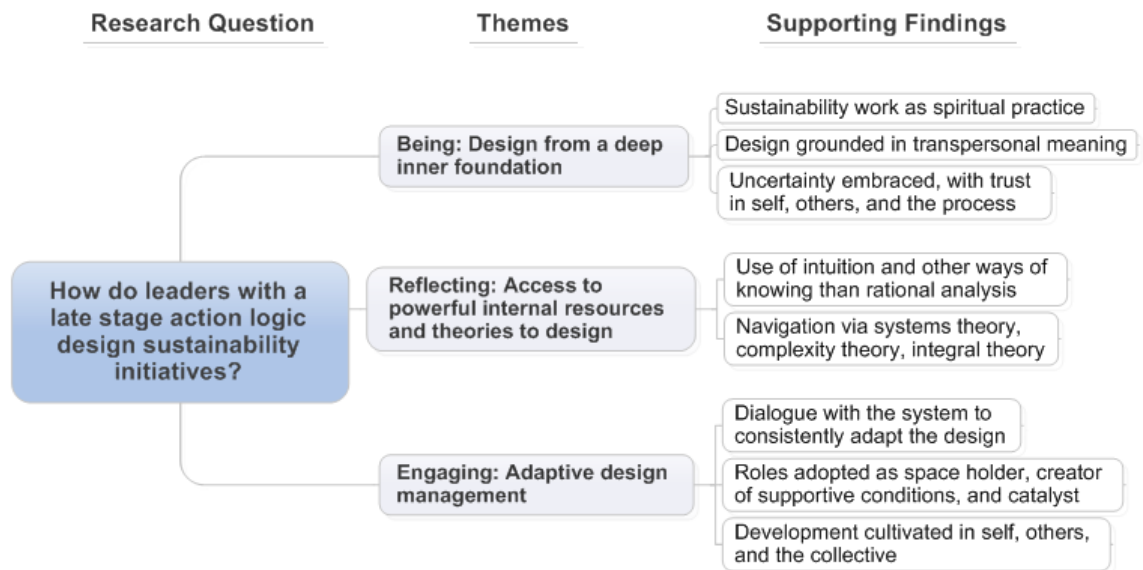 Research Question
Themes
Supporting Findings
How do leaders with a
late stage action logic
design sustainability
initiatives?
Being: Design from a deep
inner foundation
Sustainability work as spiritual practice
Design grounded in transpersonal meaning
Uncertainty embraced, with trust
in self, others, and the process
Reflecting: Access to
powerful internal resources
and theories to design
Use of intuition and other ways of
knowing than rational analysis
Navigation via systems theory,
complexity theory, integral theory
Engaging: Adaptive design
management
Dialogue with the system to
consistently adapt the design
Roles adopted as space holder, creator
of supportive conditions, and catalyst
Development cultivated in self, others,
and the collective